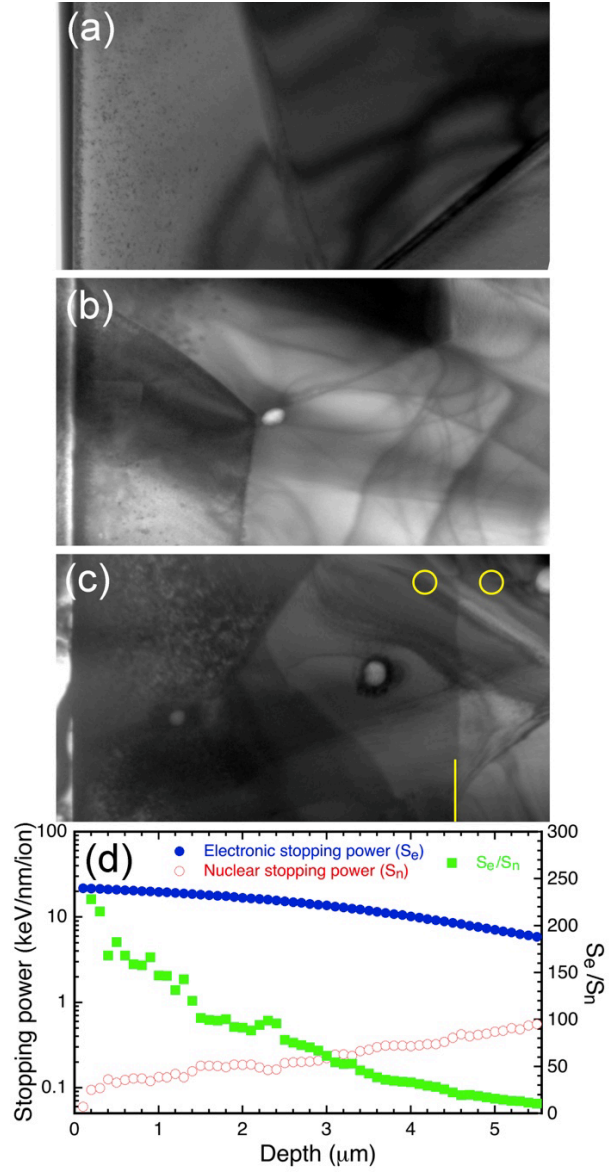 (a)
(b)
(c)
(d)
Electronic stopping power (Se)
Nuclear stopping power (Sn)
Se/Sn
Stopping power (keV/nm/ion)
100
10
1
0.1
300
250
200
150
100
50
0
Se/Sn
0 1 2 3 4 5
Depth (μm)